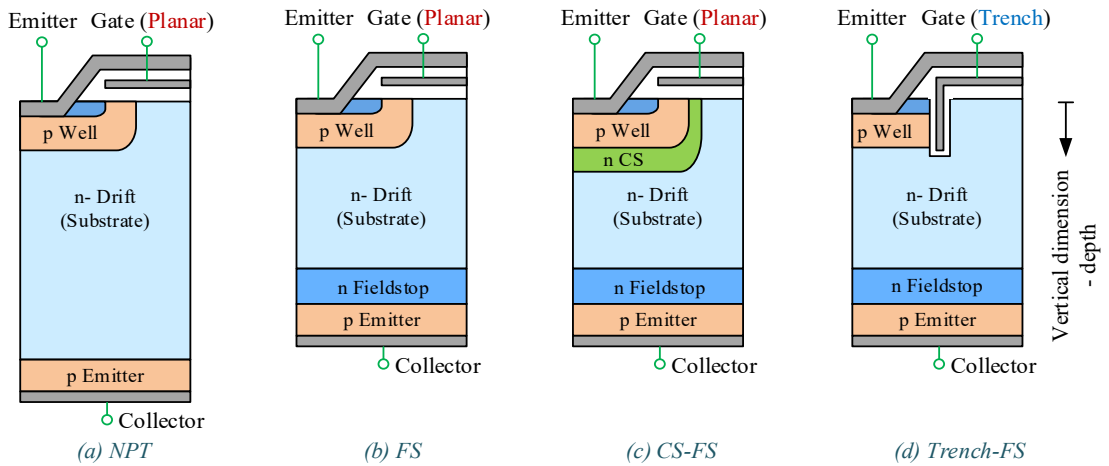 Emitter Gate (Planar)
p Well
n- Drift
(Substrate)
p Emitter
Collector
(a) NPT
Emitter Gate (Planar)
p Well
n- Drift
(Substrate)
n Fieldstop
p Emitter
Collector
(b) FS
Emitter Gate (Planar)
p Well
n CS
n- Drift
(Substrate)
n Fieldstop
p Emitter
Collector
(c) CS-FS
Emitter Gate (Trench)
p Well
n- Drift
(Substrate)
n Fieldstop
p Emitter
Collector
(d) Trench-FS
Vertical dimension
- depth